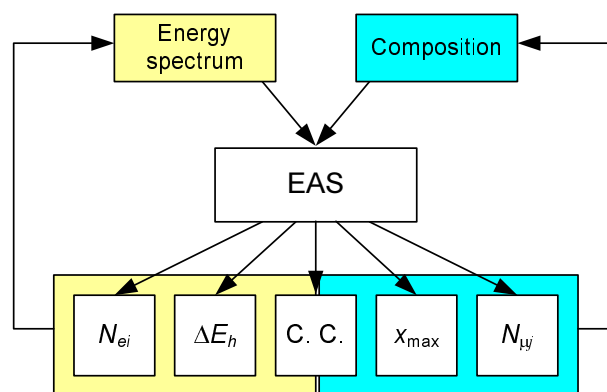 Energy
spectrum
Composition
EAS
Nei
ΔEh
C. C.
xmax
Nμj